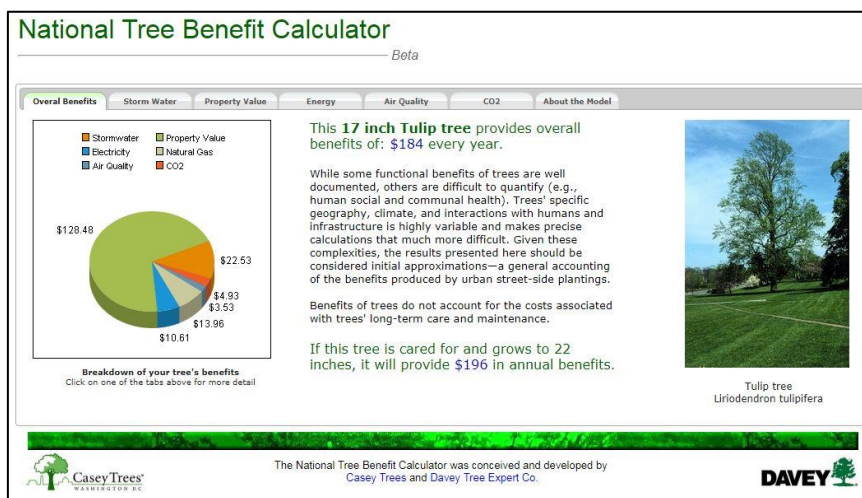 National Tree Benefit Calculator
Beta
Overal Benefits
Storm Water
Property Value
Energy
Air Quality
CO2
About the Model
Stormwater
Property Value
Electricity
Natural Gas
Air Quality
CO2
$128.48
$22.53
$4.93
$3.53
$13.96
$10.61
Breakdown of your tree's benefits
Click on one of the tabs above for more detail
This 17 inch Tulip tree provides overall
benefits of: $184 every year.
While some functional benefits of trees are well
documented, others are difficult to quantify (e.g.,
human social and communal health). Trees' specific
geography, climate, and interactions with humans and
infrastructure is highly variable and makes precise
calculations that much more difficult. Given these
complexities, the results presented here should be
considered initial approximations—a general accounting
of the benefits produced by urban street-side plantings.
Benefits of trees do not account for the costs associated
with trees' long-term care and maintenance.
If this tree is cared for and grows to 22
inches, it will provide $196 in annual benefits.
Tulip tree
Liriodendron tulipifera
Casey Trees
WASHINGTON DC
The National Tree Benefit Calculator was conceived and developed by
Casey Trees and Davey Tree Expert Co.
DAVEY